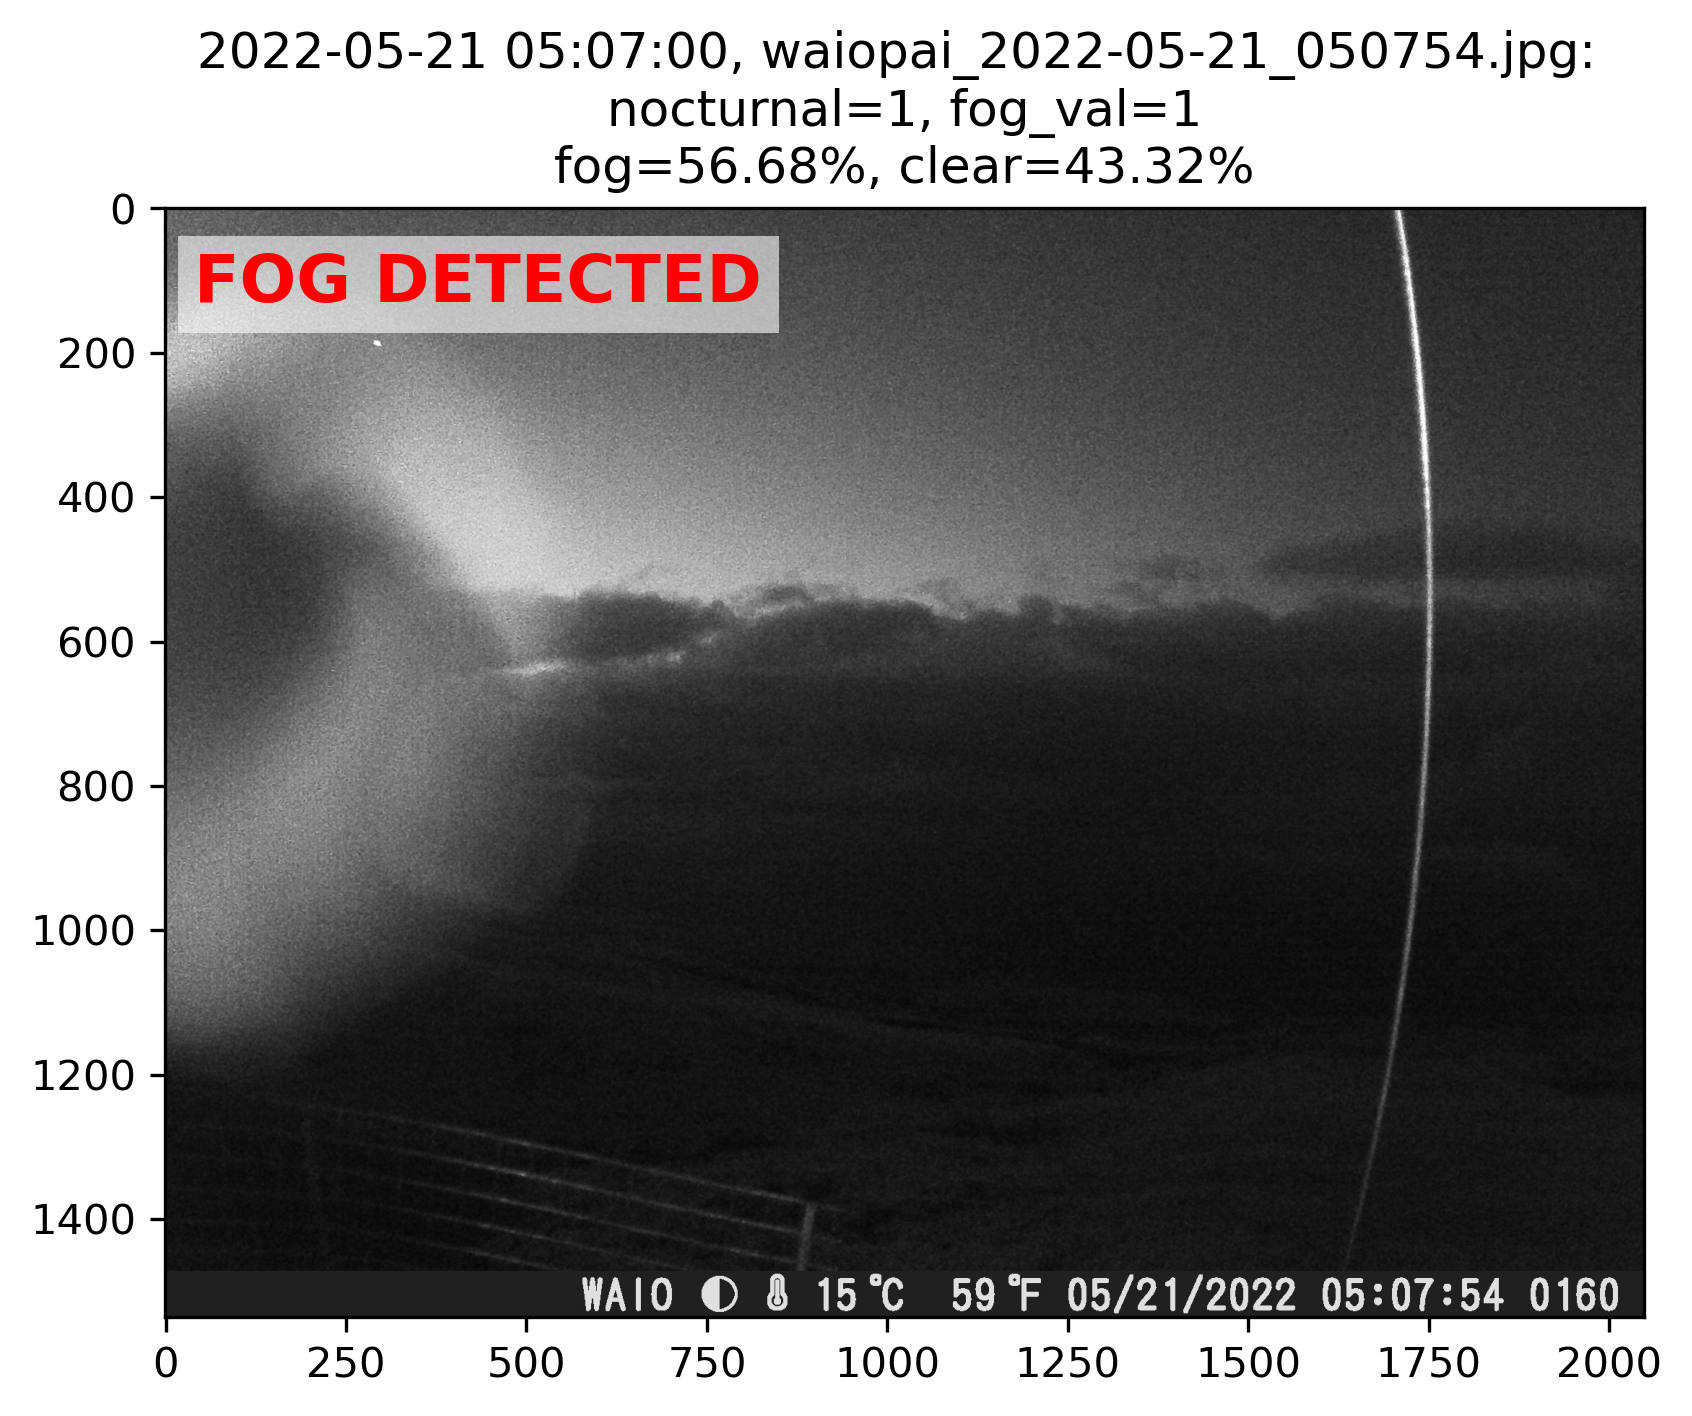 2022-05-21 05:07:00, waiopai_2022-05-21_050754.jpg:
nocturnal=1, fog_val=1
fog=56.68%, clear=43.32%
FOG DETECTED
0
200
400
600
800
1000
1200
1400
WAIO 15°C 59°F 05/21/2022 05:07:54 0160
0 250 500 750 1000 1250 1500 1750 2000